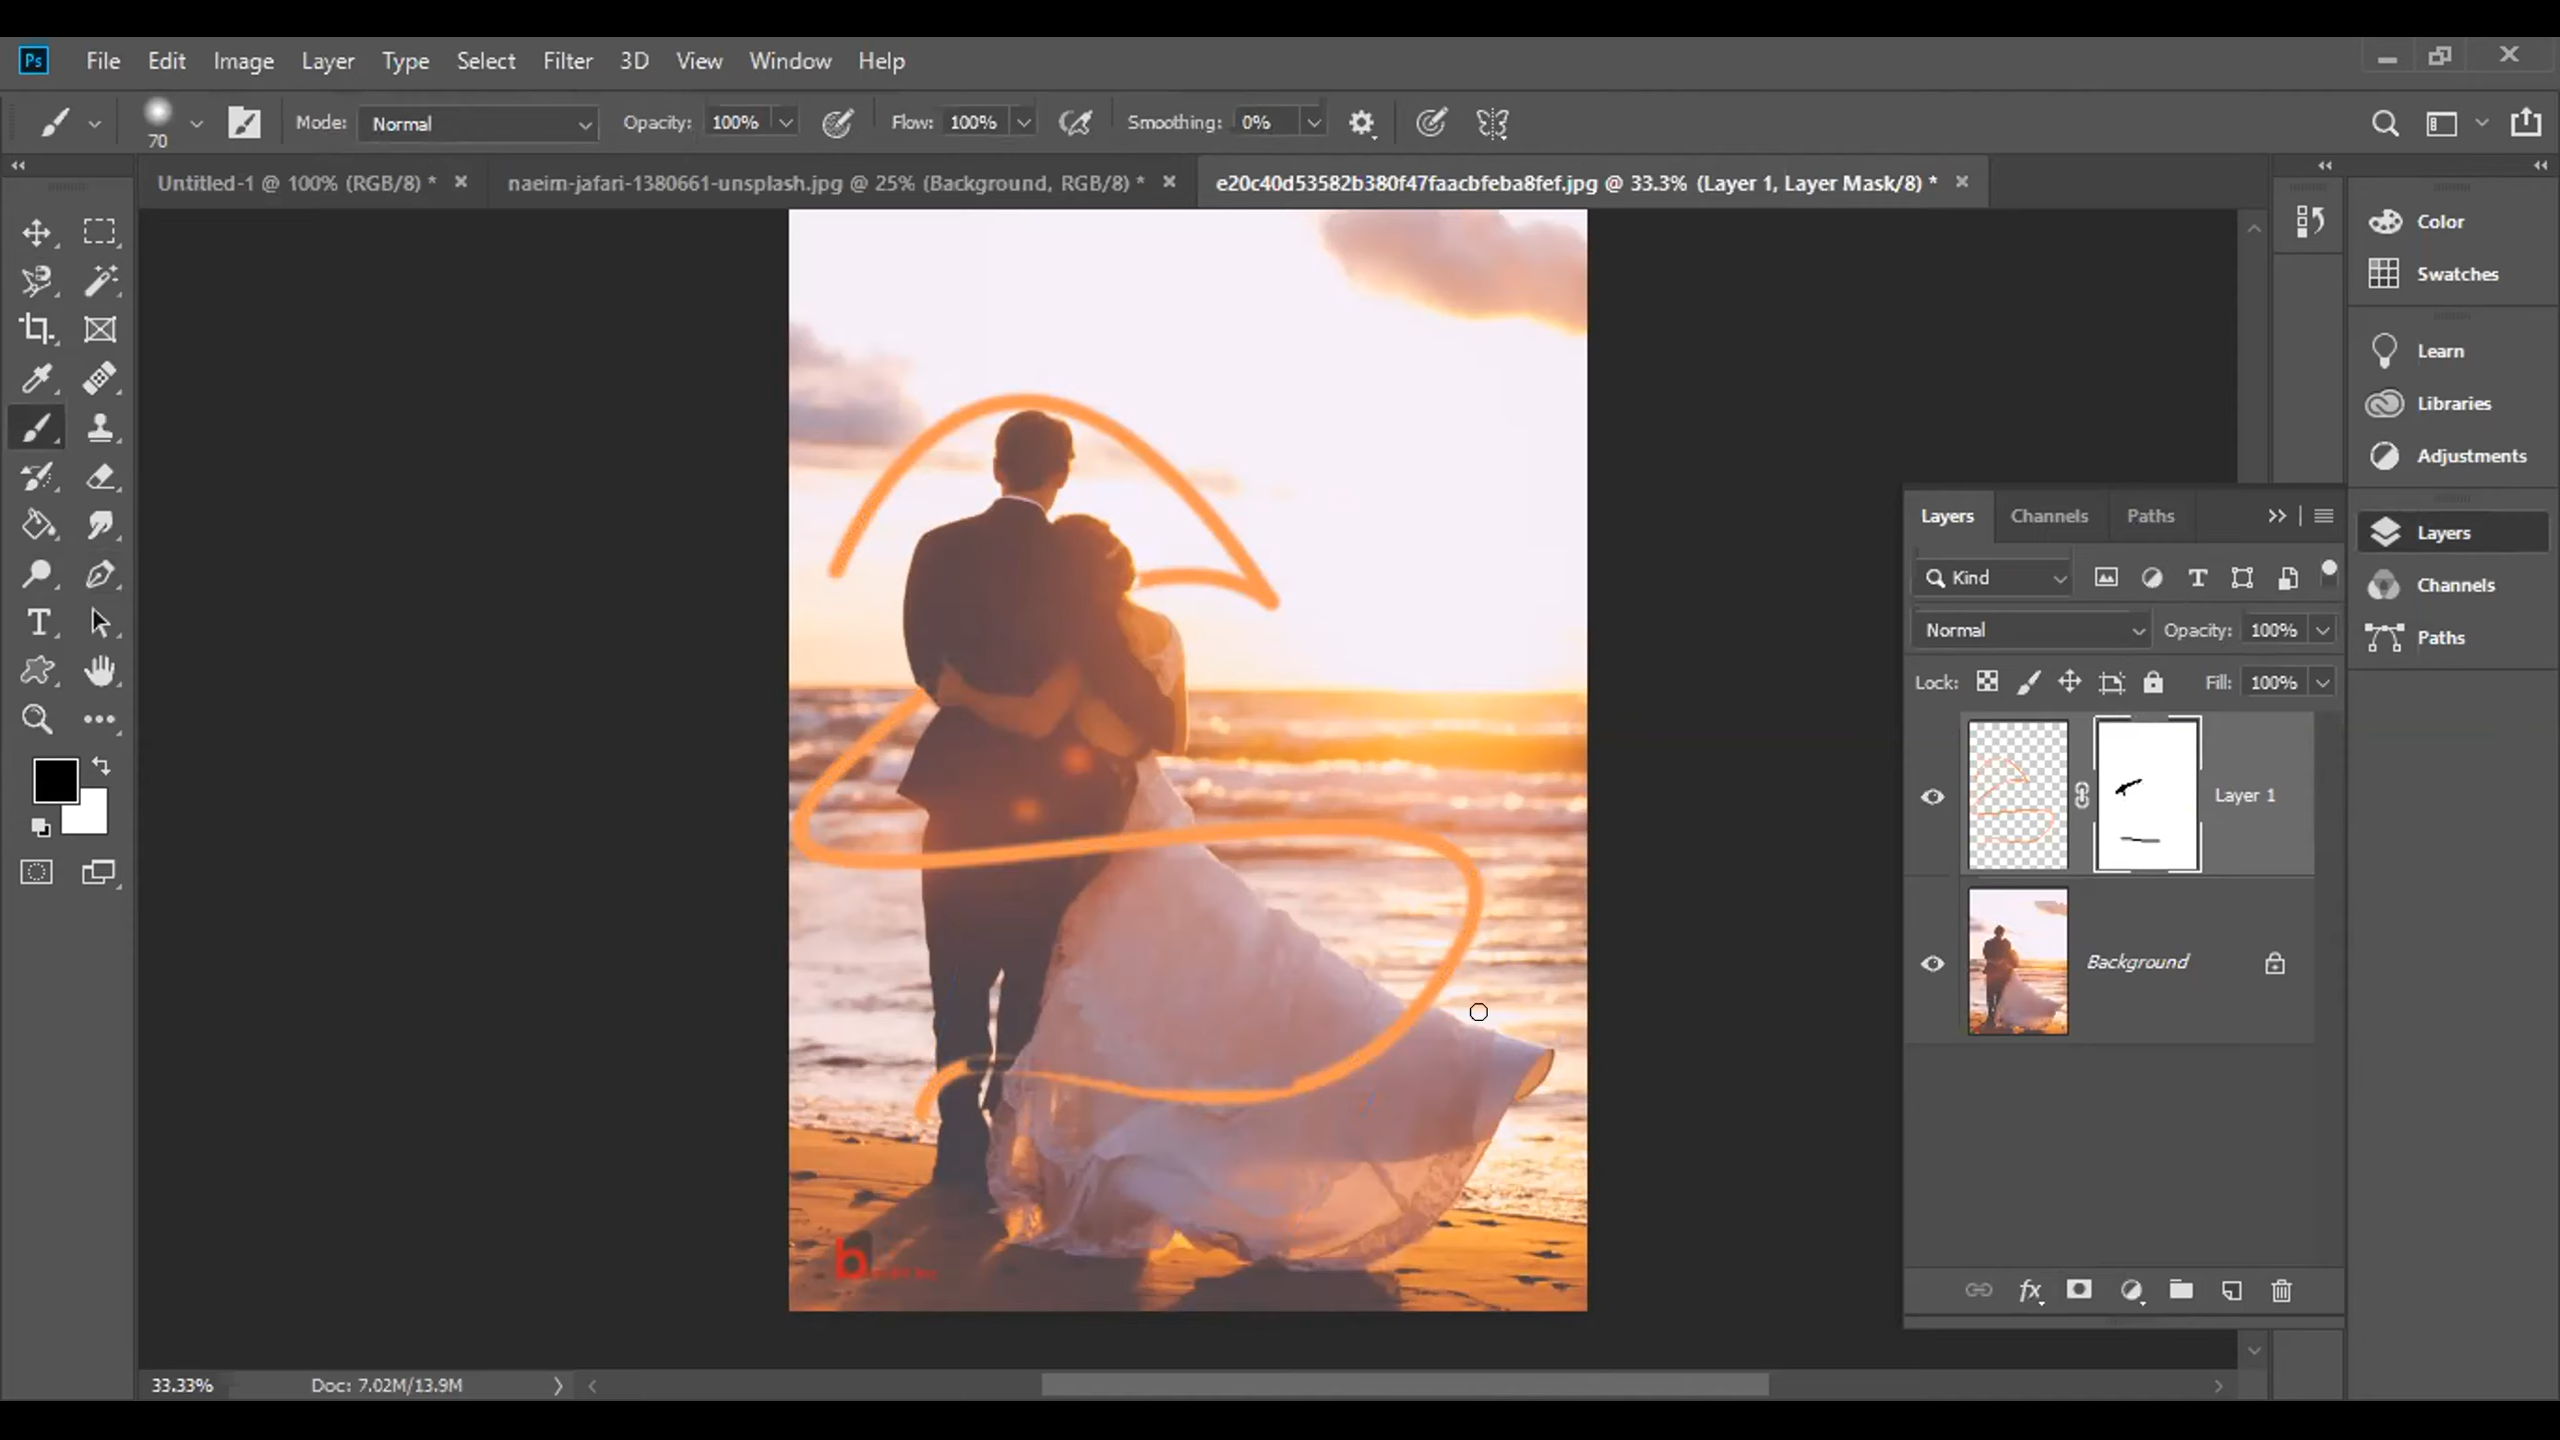 Ps File Edit Image Layer Type Select Filter 3D View Window Help
70 Mode: Normal Opacity: 100% Flow: 100% Smoothing: 0%
Untitled-1 @ 100% (RGB/8) * naeim-jafari-1380661-unsplash.jpg @ 25% (Background, RGB/8) * e20c40d53582b380f47faacbfeba8fef.jpg @ 33.3% (Layer 1, Layer Mask/8) *
Color
Swatches
Learn
Libraries
Adjustments
Layers
Channels
Paths
Layers Channels Paths
Kind
Normal Opacity: 100%
Lock: Fill: 100%
Layer 1
Background
b
33.33% Doc: 7.02M/13.9M